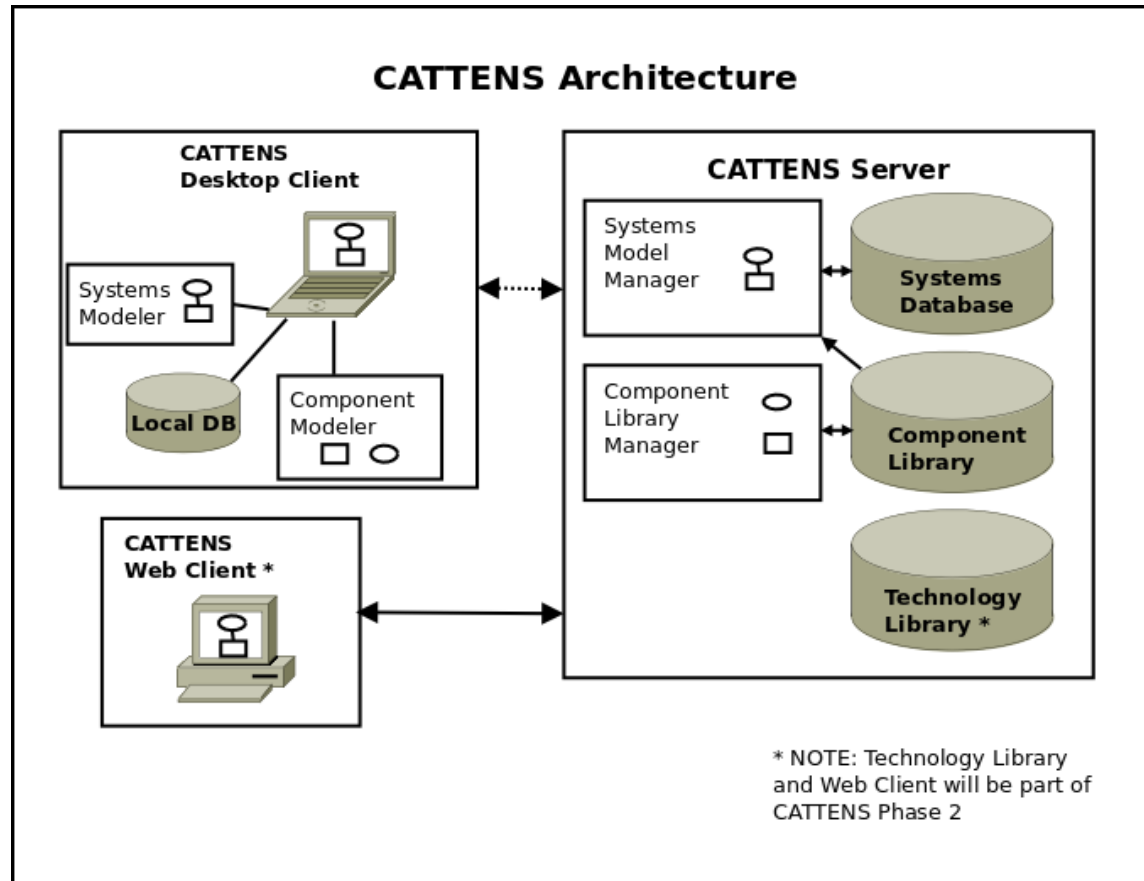 CATTENS Architecture
CATTENS
Desktop Client
Systems
Modeler
Local DB
Component
Modeler
CATTENS Server
Systems
Model
Manager
Systems
Database
Component
Library
Manager
Component
Library
Technology
Library *
CATTENS
Web Client *
* NOTE: Technology Library
and Web Client will be part of
CATTENS Phase 2